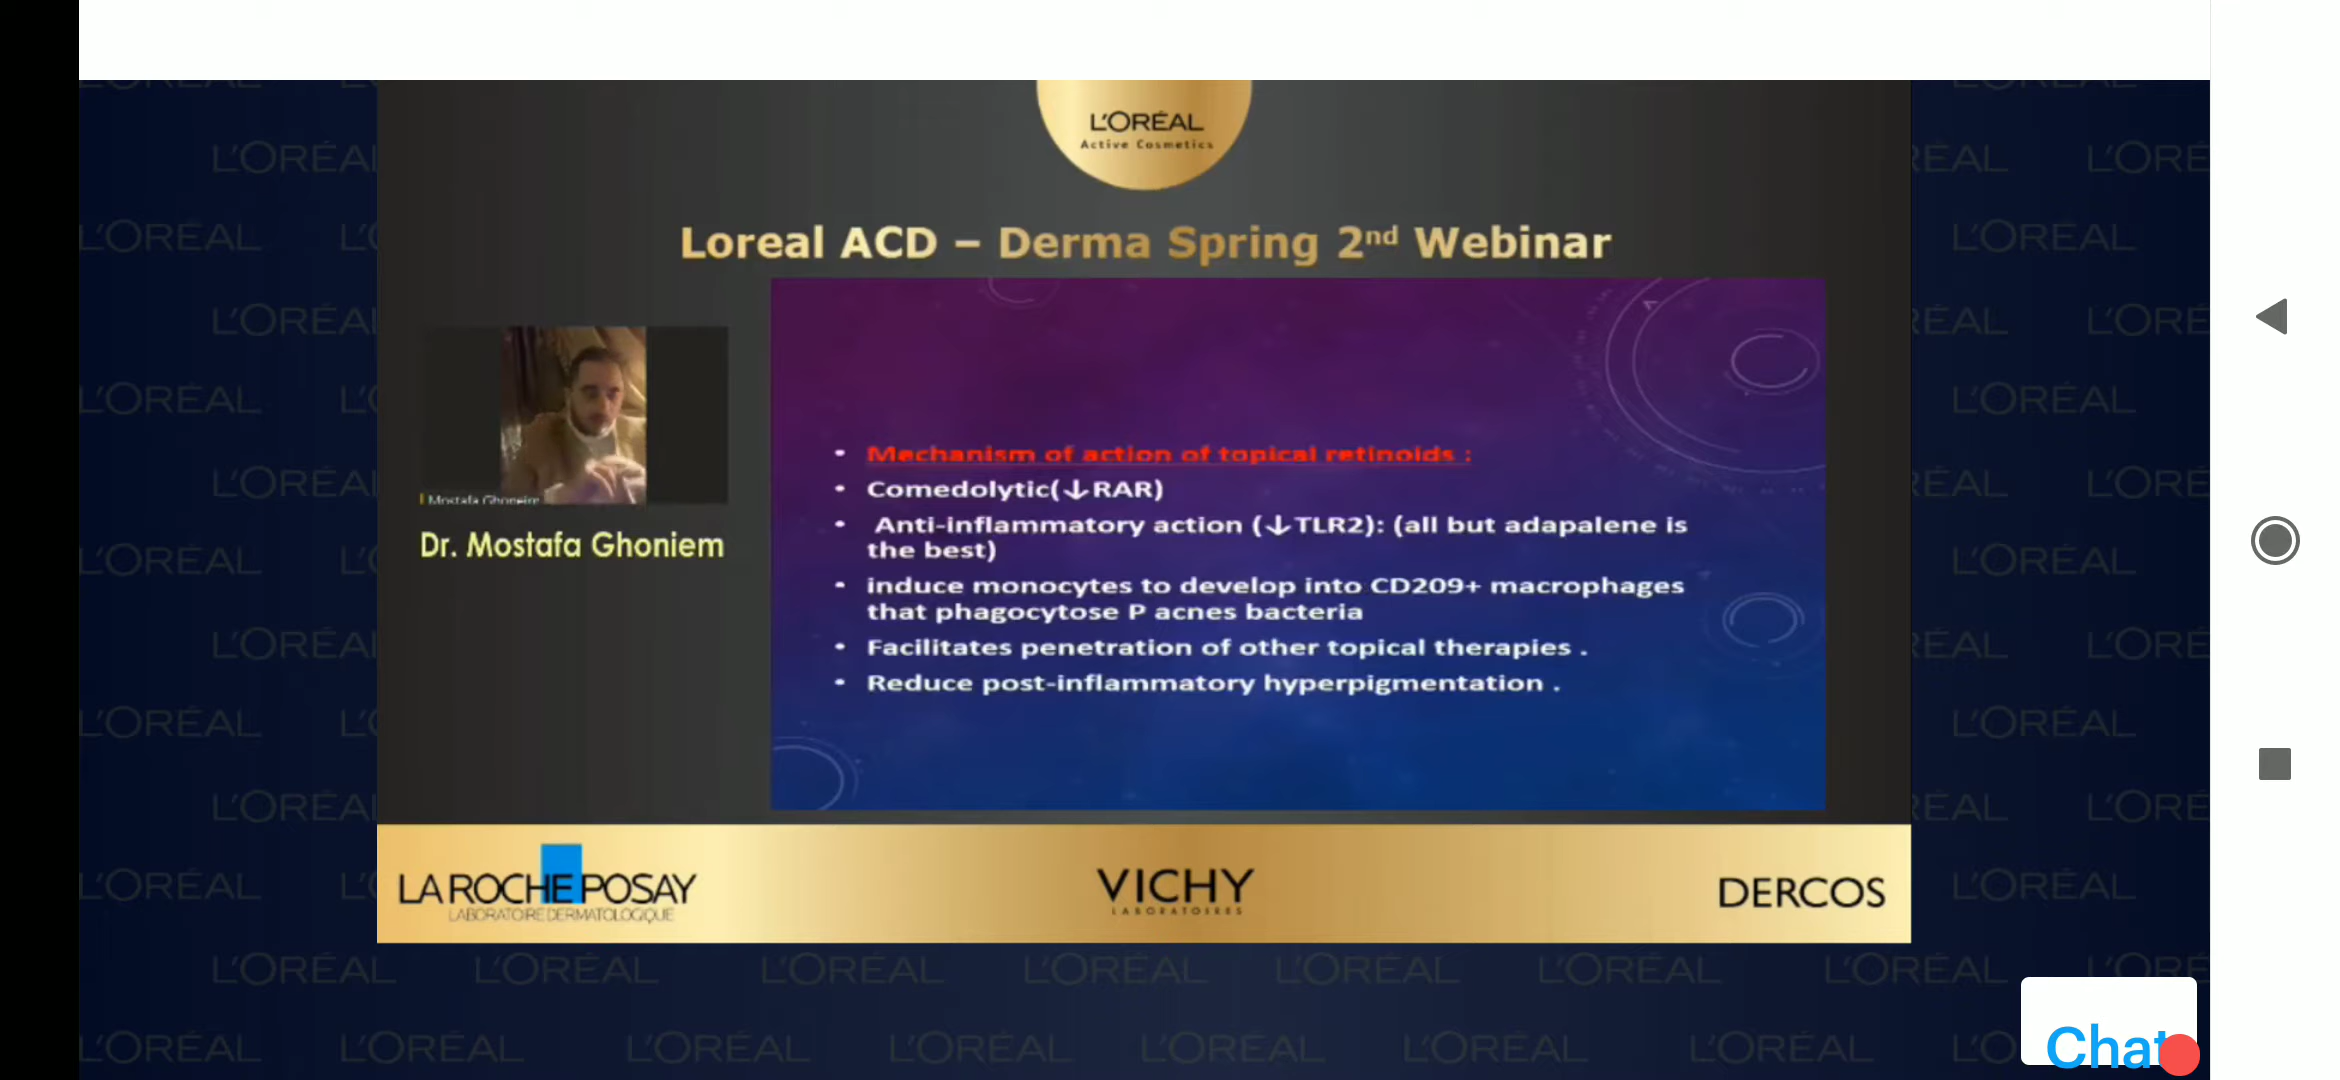 L'ORÉAL
Active Cosmetics
Loreal ACD – Derma Spring 2nd Webinar
Mostafa Ghoneim
Dr. Mostafa Ghoniem
• Mechanism of action of topical retinoids :
• Comedolytic(↓RAR)
• Anti-inflammatory action (↓TLR2): (all but adapalene is
the best)
• induce monocytes to develop into CD209+ macrophages
that phagocytose P acnes bacteria
• Facilitates penetration of other topical therapies .
• Reduce post-inflammatory hyperpigmentation .
LA ROCHE POSAY
LABORATOIRE DERMATOLOGIQUE
VICHY
LABORATOIRES
DERCOS
Chat